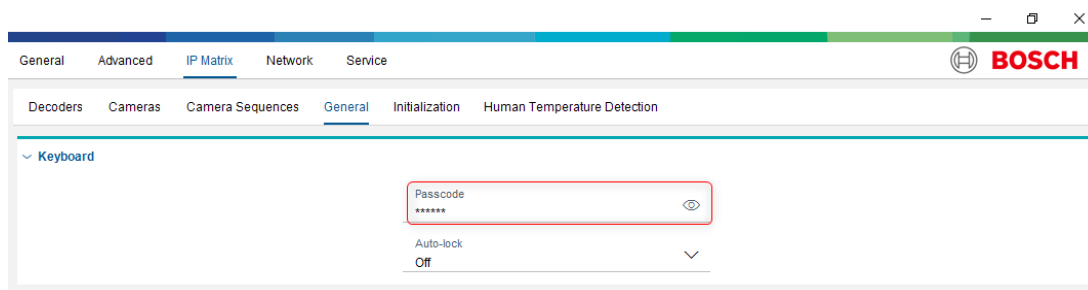 General Advanced IP Matrix Network Service BOSCH
Decoders Cameras Camera Sequences General Initialization Human Temperature Detection
Keyboard
Passcode
******
Auto-lock
Off